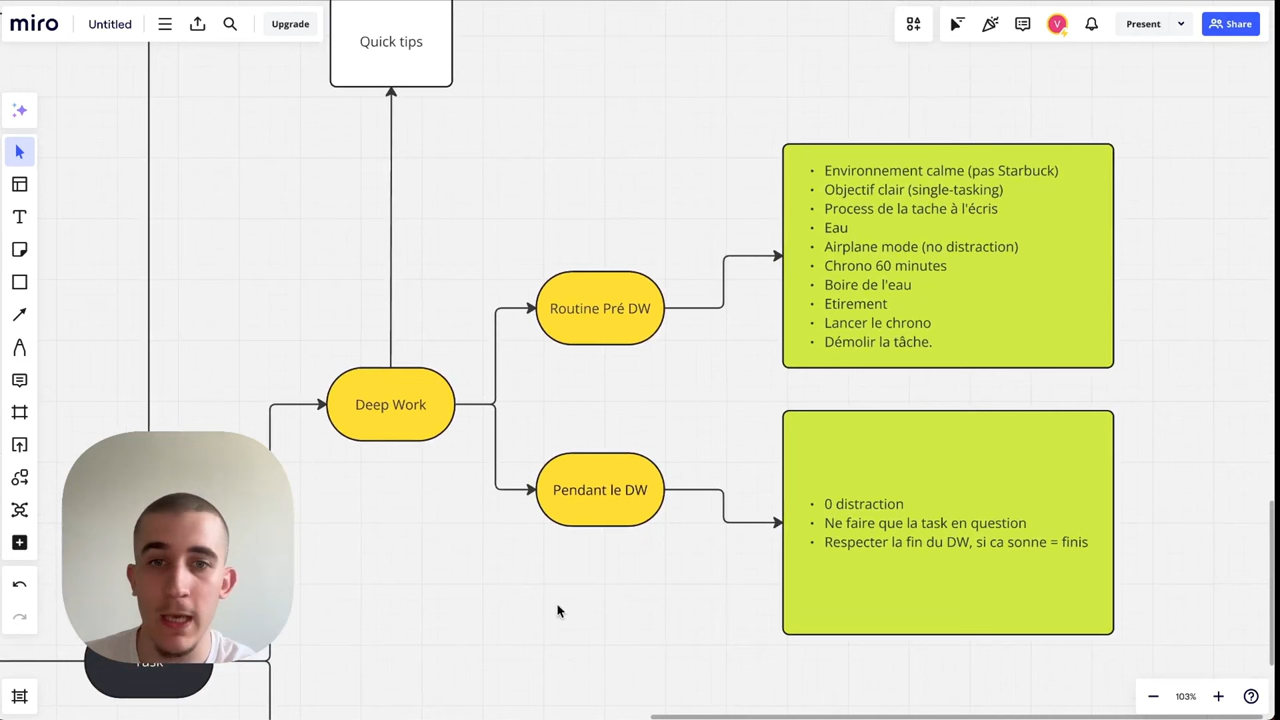 miro
Untitled
Upgrade
V
Present
Share
Quick tips
Environnement calme (pas Starbuck)
Objectif clair (single-tasking)
Process de la tache à l'écris
Eau
Airplane mode (no distraction)
Chrono 60 minutes
Boire de l'eau
Etirement
Lancer le chrono
Démolir la tâche.
Routine Pré DW
Deep Work
Pendant le DW
0 distraction
Ne faire que la task en question
Respecter la fin du DW, si ca sonne = finis
Task
103%